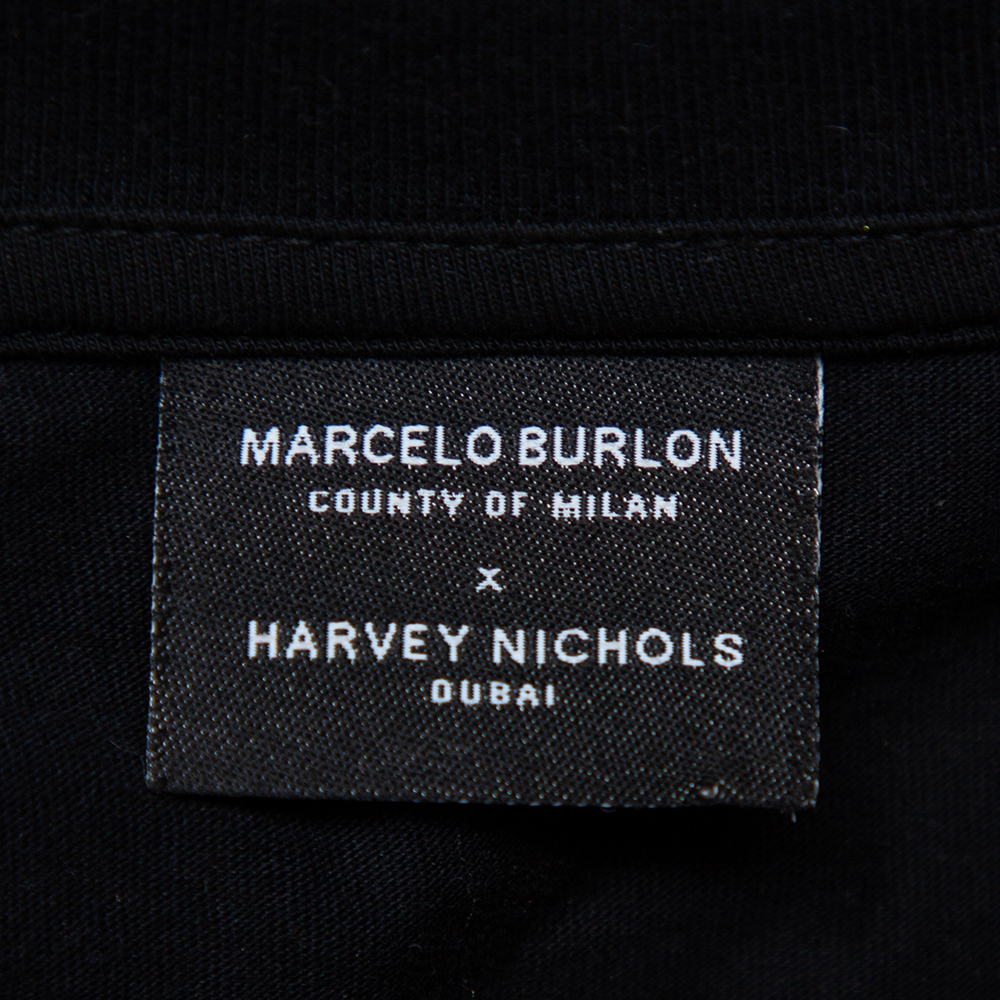 MARCELO BURLON
COUNTY OF MILAN
X
HARVEY NICHOLS
DUBAI